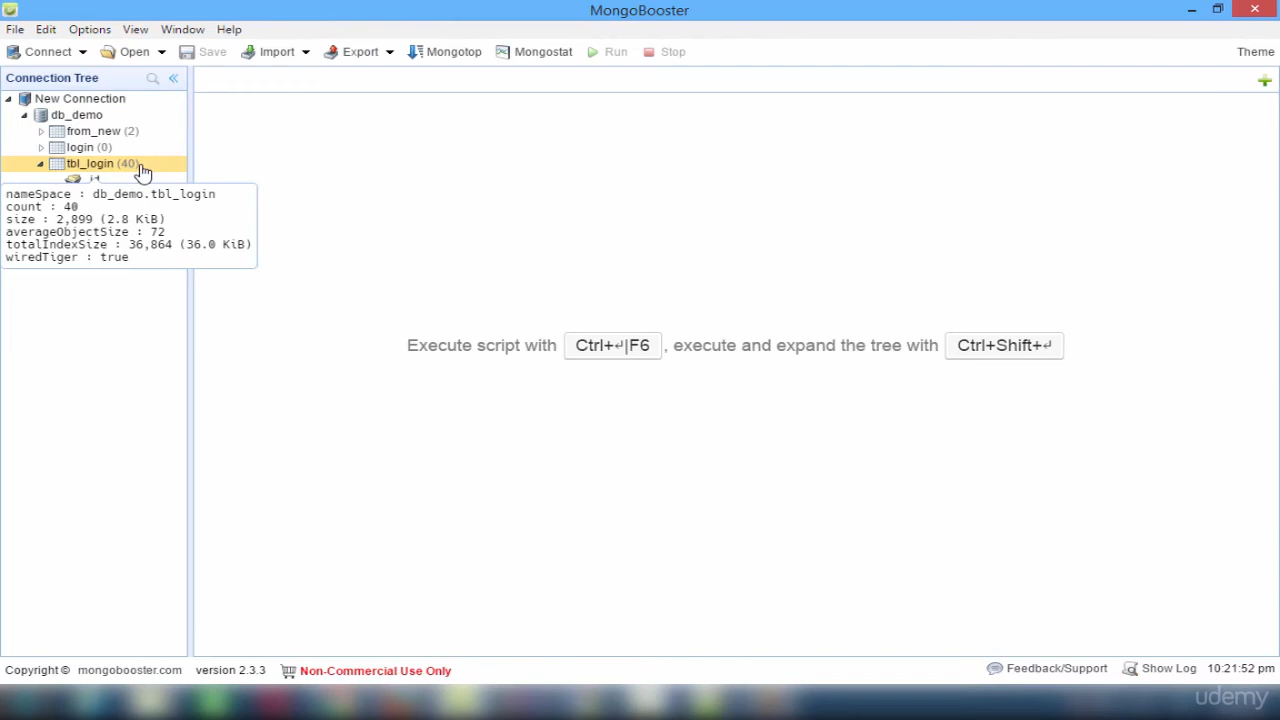 MongoBooster
File Edit Options View Window Help
Connect Open Save Import Export Mongotop Mongostat Run Stop Theme
Connection Tree
New Connection
db_demo
from_new (2)
login (0)
tbl_login (40)
nameSpace : db_demo.tbl_login
count : 40
size : 2,899 (2.8 KiB)
averageObjectSize : 72
totalIndexSize : 36,864 (36.0 KiB)
wiredTiger : true
Execute script with Ctrl+↵|F6 , execute and expand the tree with Ctrl+Shift+↵
Copyright © mongobooster.com version 2.3.3 Non-Commercial Use Only Feedback/Support Show Log 10:21:52 pm
udemy